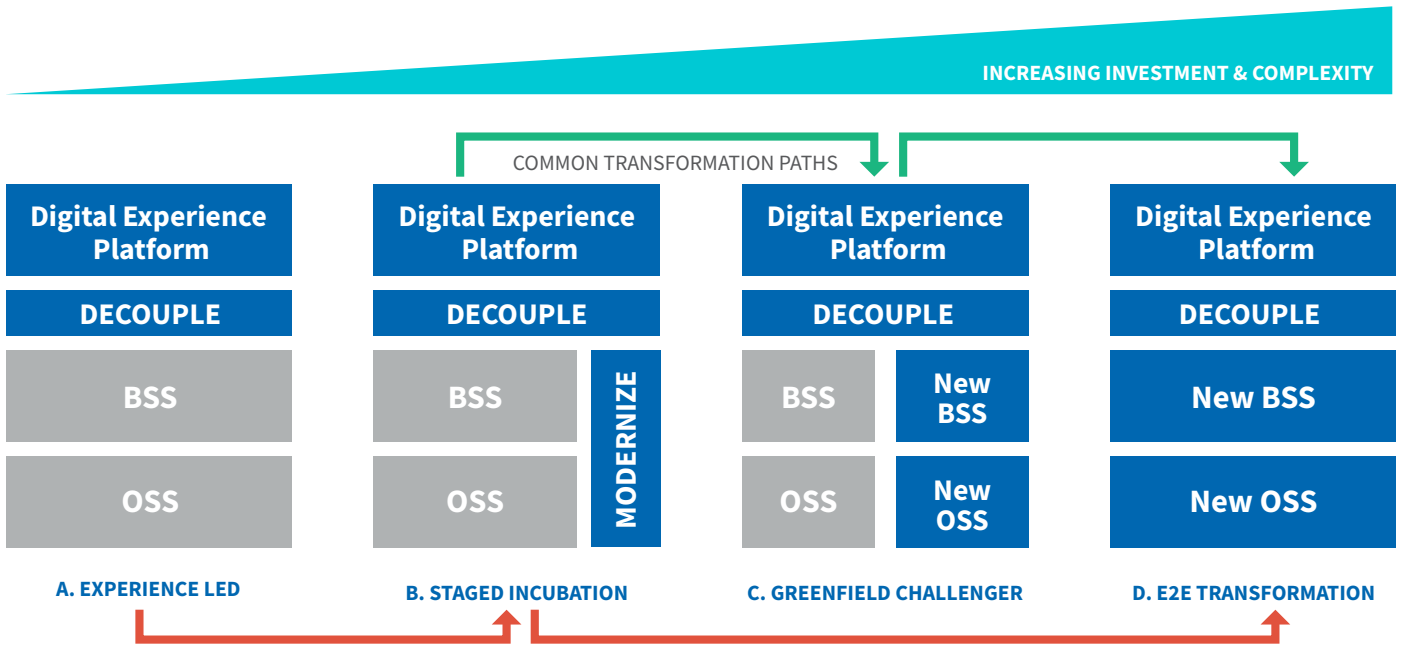 INCREASING INVESTMENT & COMPLEXITY
COMMON TRANSFORMATION PATHS
Digital Experience
Platform
DECOUPLE
BSS
OSS
A. EXPERIENCE LED
Digital Experience
Platform
DECOUPLE
BSS
OSS
MODERNIZE
B. STAGED INCUBATION
Digital Experience
Platform
DECOUPLE
BSS
New
BSS
OSS
New
OSS
C. GREENFIELD CHALLENGER
Digital Experience
Platform
DECOUPLE
New BSS
New OSS
D. E2E TRANSFORMATION